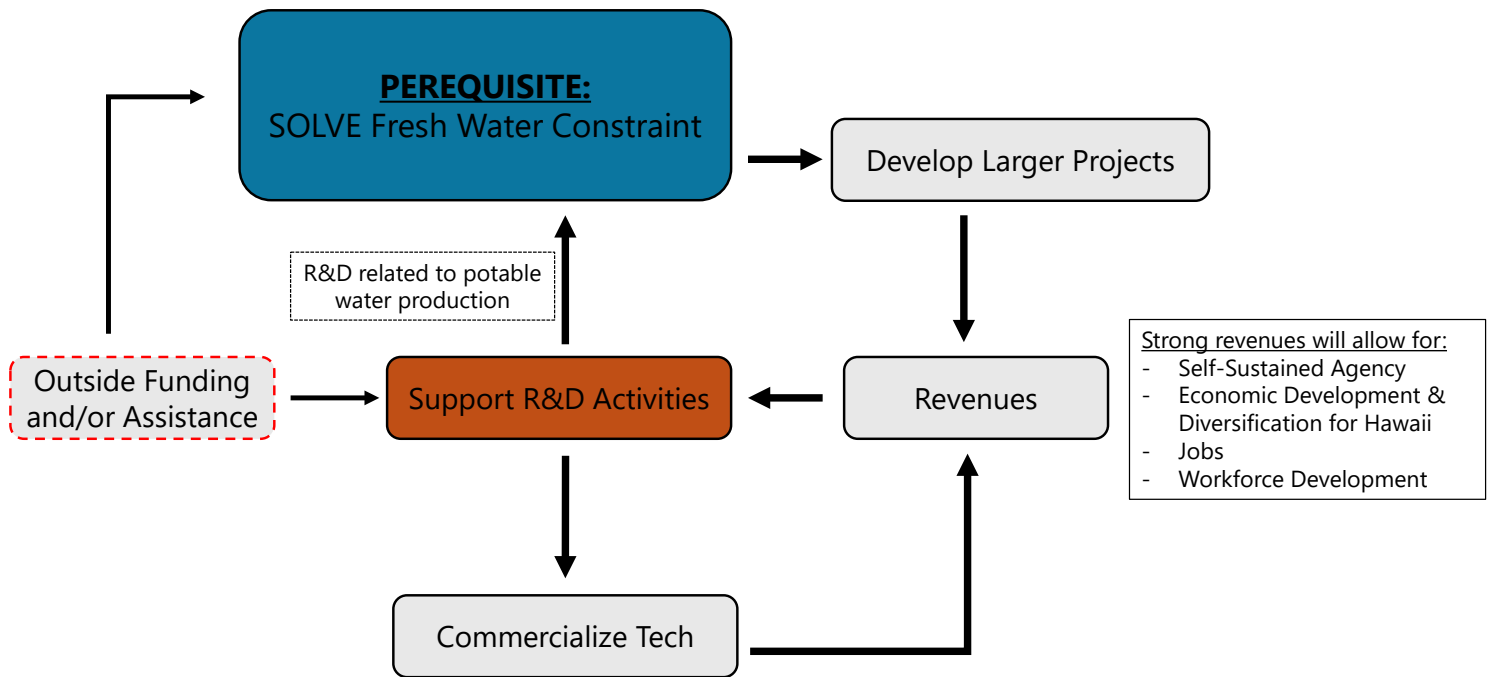 PEREQUISITE:
SOLVE Fresh Water Constraint
Develop Larger Projects
R&D related to potable
water production
Outside Funding
and/or Assistance
Support R&D Activities
Revenues
Strong revenues will allow for:
- Self-Sustained Agency
- Economic Development &
Diversification for Hawaii
- Jobs
- Workforce Development
Commercialize Tech